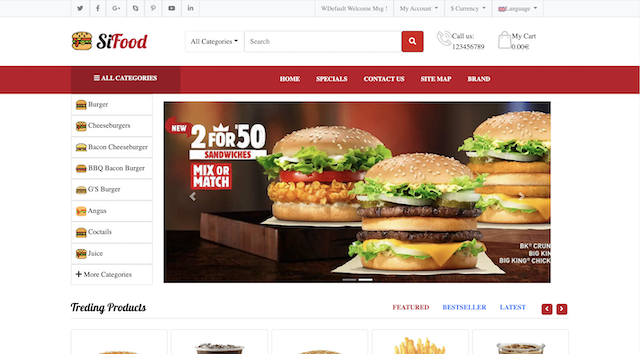 WDefault Welcome Msg !
My Account
$ Currency
Language
SiFood
All Categories
Search
Call us:
123456789
My Cart
0.00€
ALL CATEGORIES
HOME
SPECIALS
CONTACT US
SITE MAP
BRAND
Burger
Cheeseburgers
Bacon Cheeseburger
BBQ Bacon Burger
G'S Burger
Angus
Coctails
Juice
More Categories
NEW
2 FOR '50
SANDWICHES
MIX OR
MATCH
BK® CRUN
BIG KIN
BIG KING® CHICK
Treding Products
FEATURED
BESTSELLER
LATEST